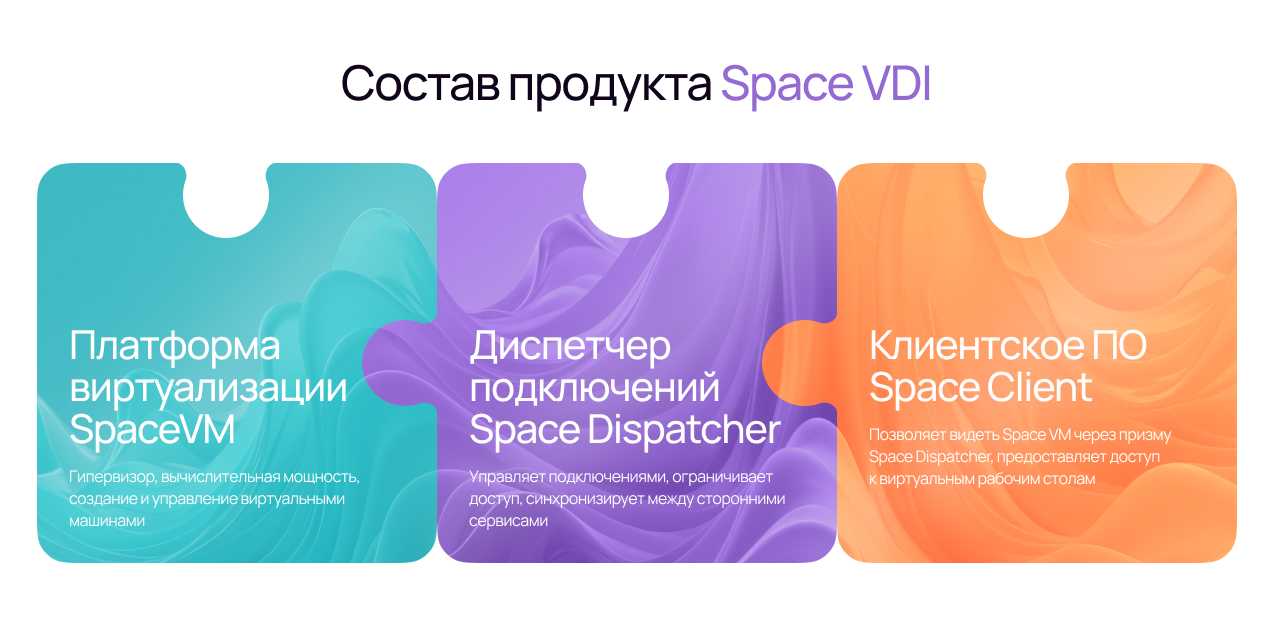 Состав продукта Space VDI
Платформа
виртуализации
SpaceVM
Гипервизор, вычислительная мощность,
создание и управление виртуальными
машинами
Диспетчер
подключений
Space Dispatcher
Управляет подключениями, ограничивает
доступ, синхронизирует между сторонними
сервисами
Клиентское ПО
Space Client
Позволяет видеть Space VM через призму
Space Dispatcher, предоставляет доступ
к виртуальным рабочим столам